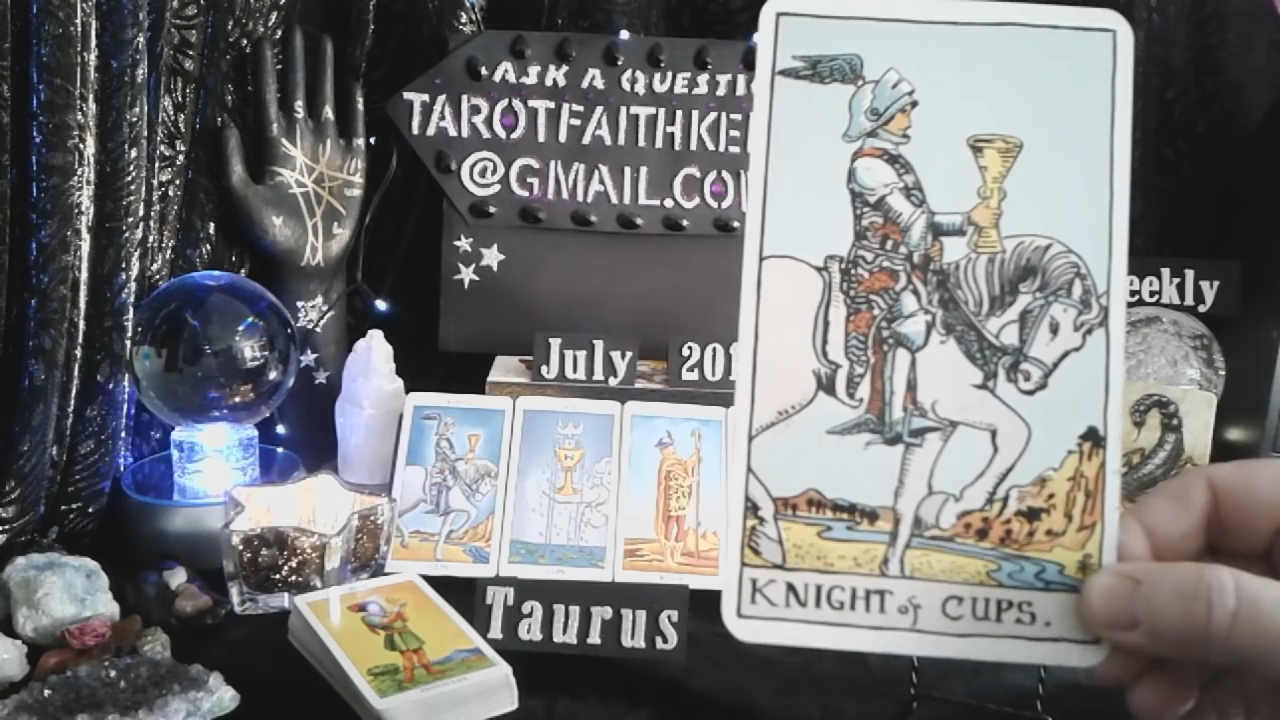 ASK A QUESTI
TAROTFAITHKE
@GMAIL.CO
eekly
July 201
Taurus
KNIGHT of CUPS.
S A